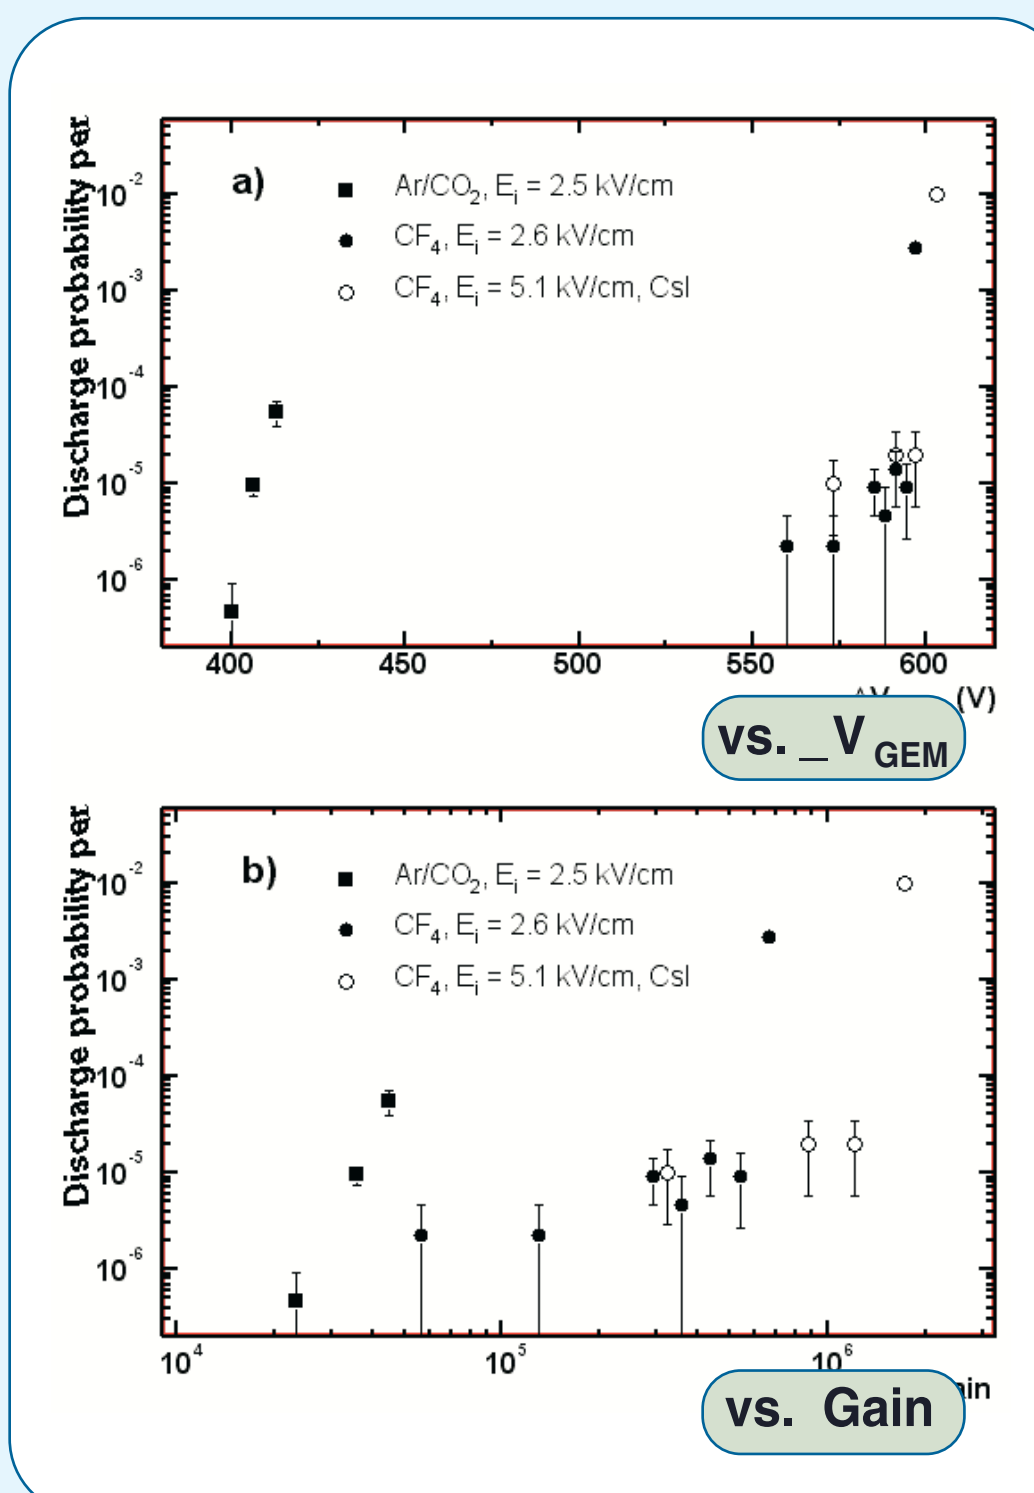 Discharge probability per
a)
Ar/CO2, Ei = 2.5 kV/cm
CF4, Ei = 2.6 kV/cm
CF4, Ei = 5.1 kV/cm, CsI
10-2
10-3
10-4
10-5
10-6
400 450 500 550 600
(V)
vs. _V GEM
Discharge probability per
b)
Ar/CO2, Ei = 2.5 kV/cm
CF4, Ei = 2.6 kV/cm
CF4, Ei = 5.1 kV/cm, CsI
10-2
10-3
10-4
10-5
10-6
104 105 106
vs. Gain